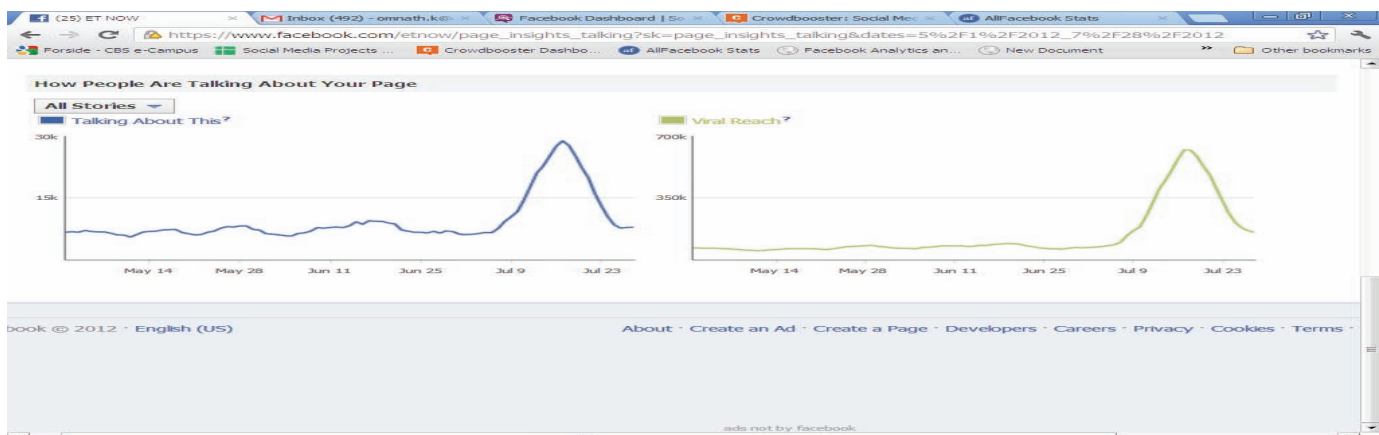 (25) ET NOW
Inbox (492) - omnath.k@
Facebook Dashboard | So
Crowdbooster: Social Med
AllFacebook Stats
https://www.facebook.com/etnow/page_insights_talking?sk=page_insights_talking&dates=5%2F1%2F2012_7%2F28%2F2012
Forside - CBS e-Campus
Social Media Projects ...
Crowdbooster Dashbo...
AllFacebook Stats
Facebook Analytics an...
New Document
»
Other bookmarks
How People Are Talking About Your Page
All Stories
Talking About This?
30k
15k
May 14 May 28 Jun 11 Jun 25 Jul 9 Jul 23
Viral Reach?
700k
350k
May 14 May 28 Jun 11 Jun 25 Jul 9 Jul 23
book © 2012 · English (US)
About · Create an Ad · Create a Page · Developers · Careers · Privacy · Cookies · Terms ·
ads not by facebook